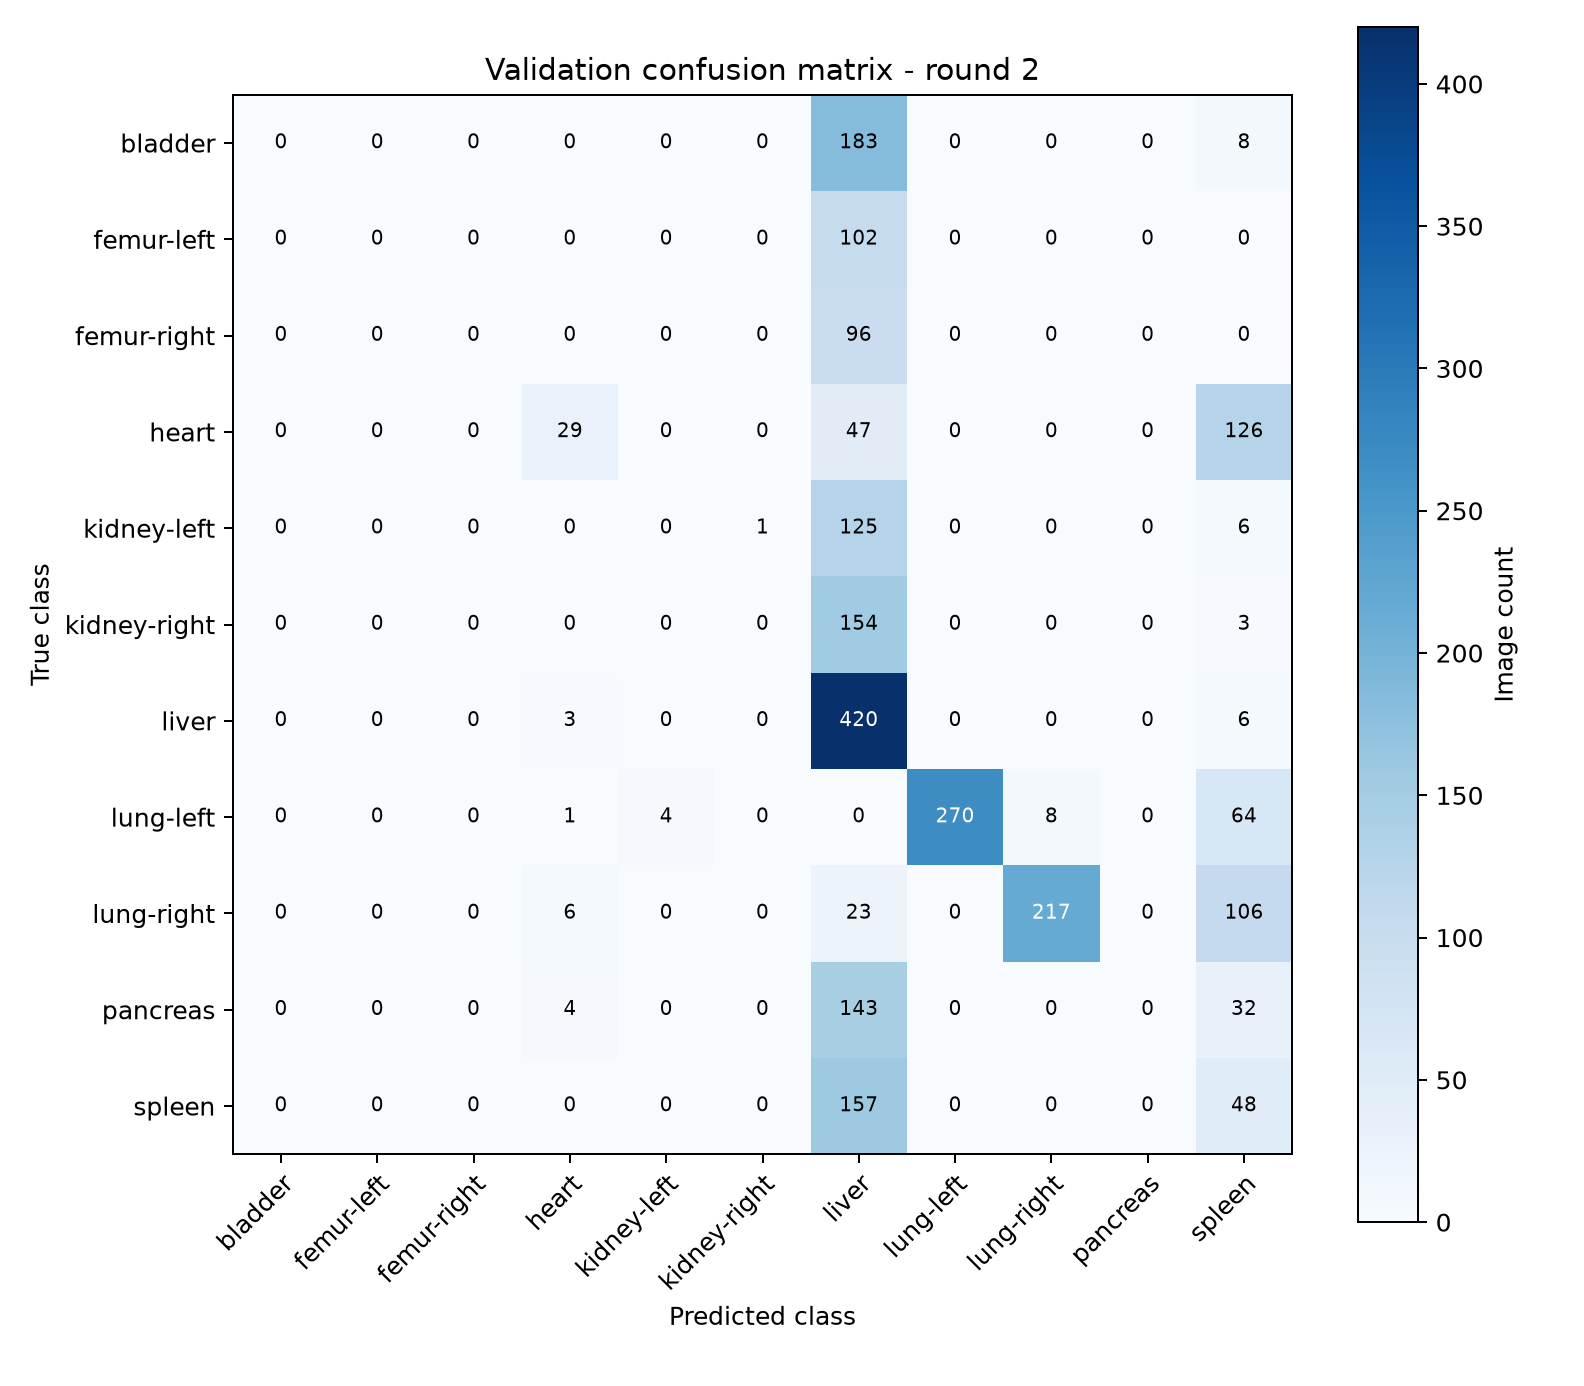 Validation confusion matrix - round 2
bladder 0 0 0 0 0 0 183 0 0 0 8
femur-left 0 0 0 0 0 0 102 0 0 0 0
femur-right 0 0 0 0 0 0 96 0 0 0 0
heart 0 0 0 29 0 0 47 0 0 0 126
kidney-left 0 0 0 0 0 1 125 0 0 0 6
kidney-right 0 0 0 0 0 0 154 0 0 0 3
liver 0 0 0 3 0 0 420 0 0 0 6
lung-left 0 0 0 1 4 0 0 270 8 0 64
lung-right 0 0 0 6 0 0 23 0 217 0 106
pancreas 0 0 0 4 0 0 143 0 0 0 32
spleen 0 0 0 0 0 0 157 0 0 0 48
True class
bladder femur-left femur-right heart kidney-left kidney-right liver lung-left lung-right pancreas spleen
Predicted class
400
350
300
250
200
150
100
50
0
Image count